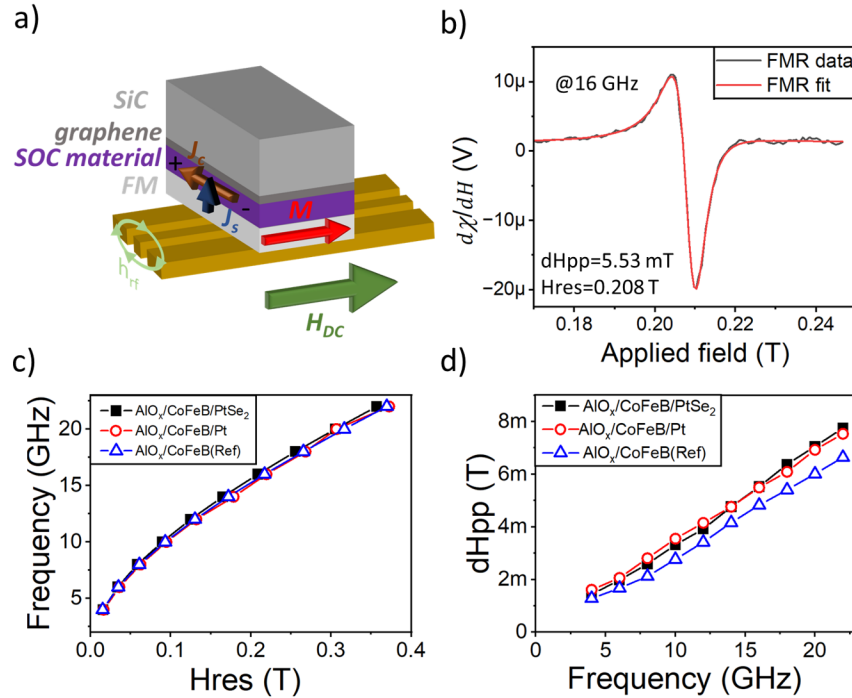 a)
SiC
graphene
SOC material
FM
+
J_c
-
J_s
M
h_rf
H_DC
b)
@16 GHz
FMR data
FMR fit
10μ
0
−10μ
−20μ
dχ/dH (V)
dHpp=5.53 mT
Hres=0.208 T
0.18 0.20 0.22 0.24
Applied field (T)
c)
AlOx/CoFeB/PtSe₂
AlOx/CoFeB/Pt
AlOx/CoFeB(Ref)
20
15
10
5
Frequency (GHz)
0.0 0.1 0.2 0.3 0.4
Hres (T)
d)
AlOx/CoFeB/PtSe₂
AlOx/CoFeB/Pt
AlOx/CoFeB(Ref)
8m
6m
4m
2m
0
dHpp (T)
0 5 10 15 20
Frequency (GHz)